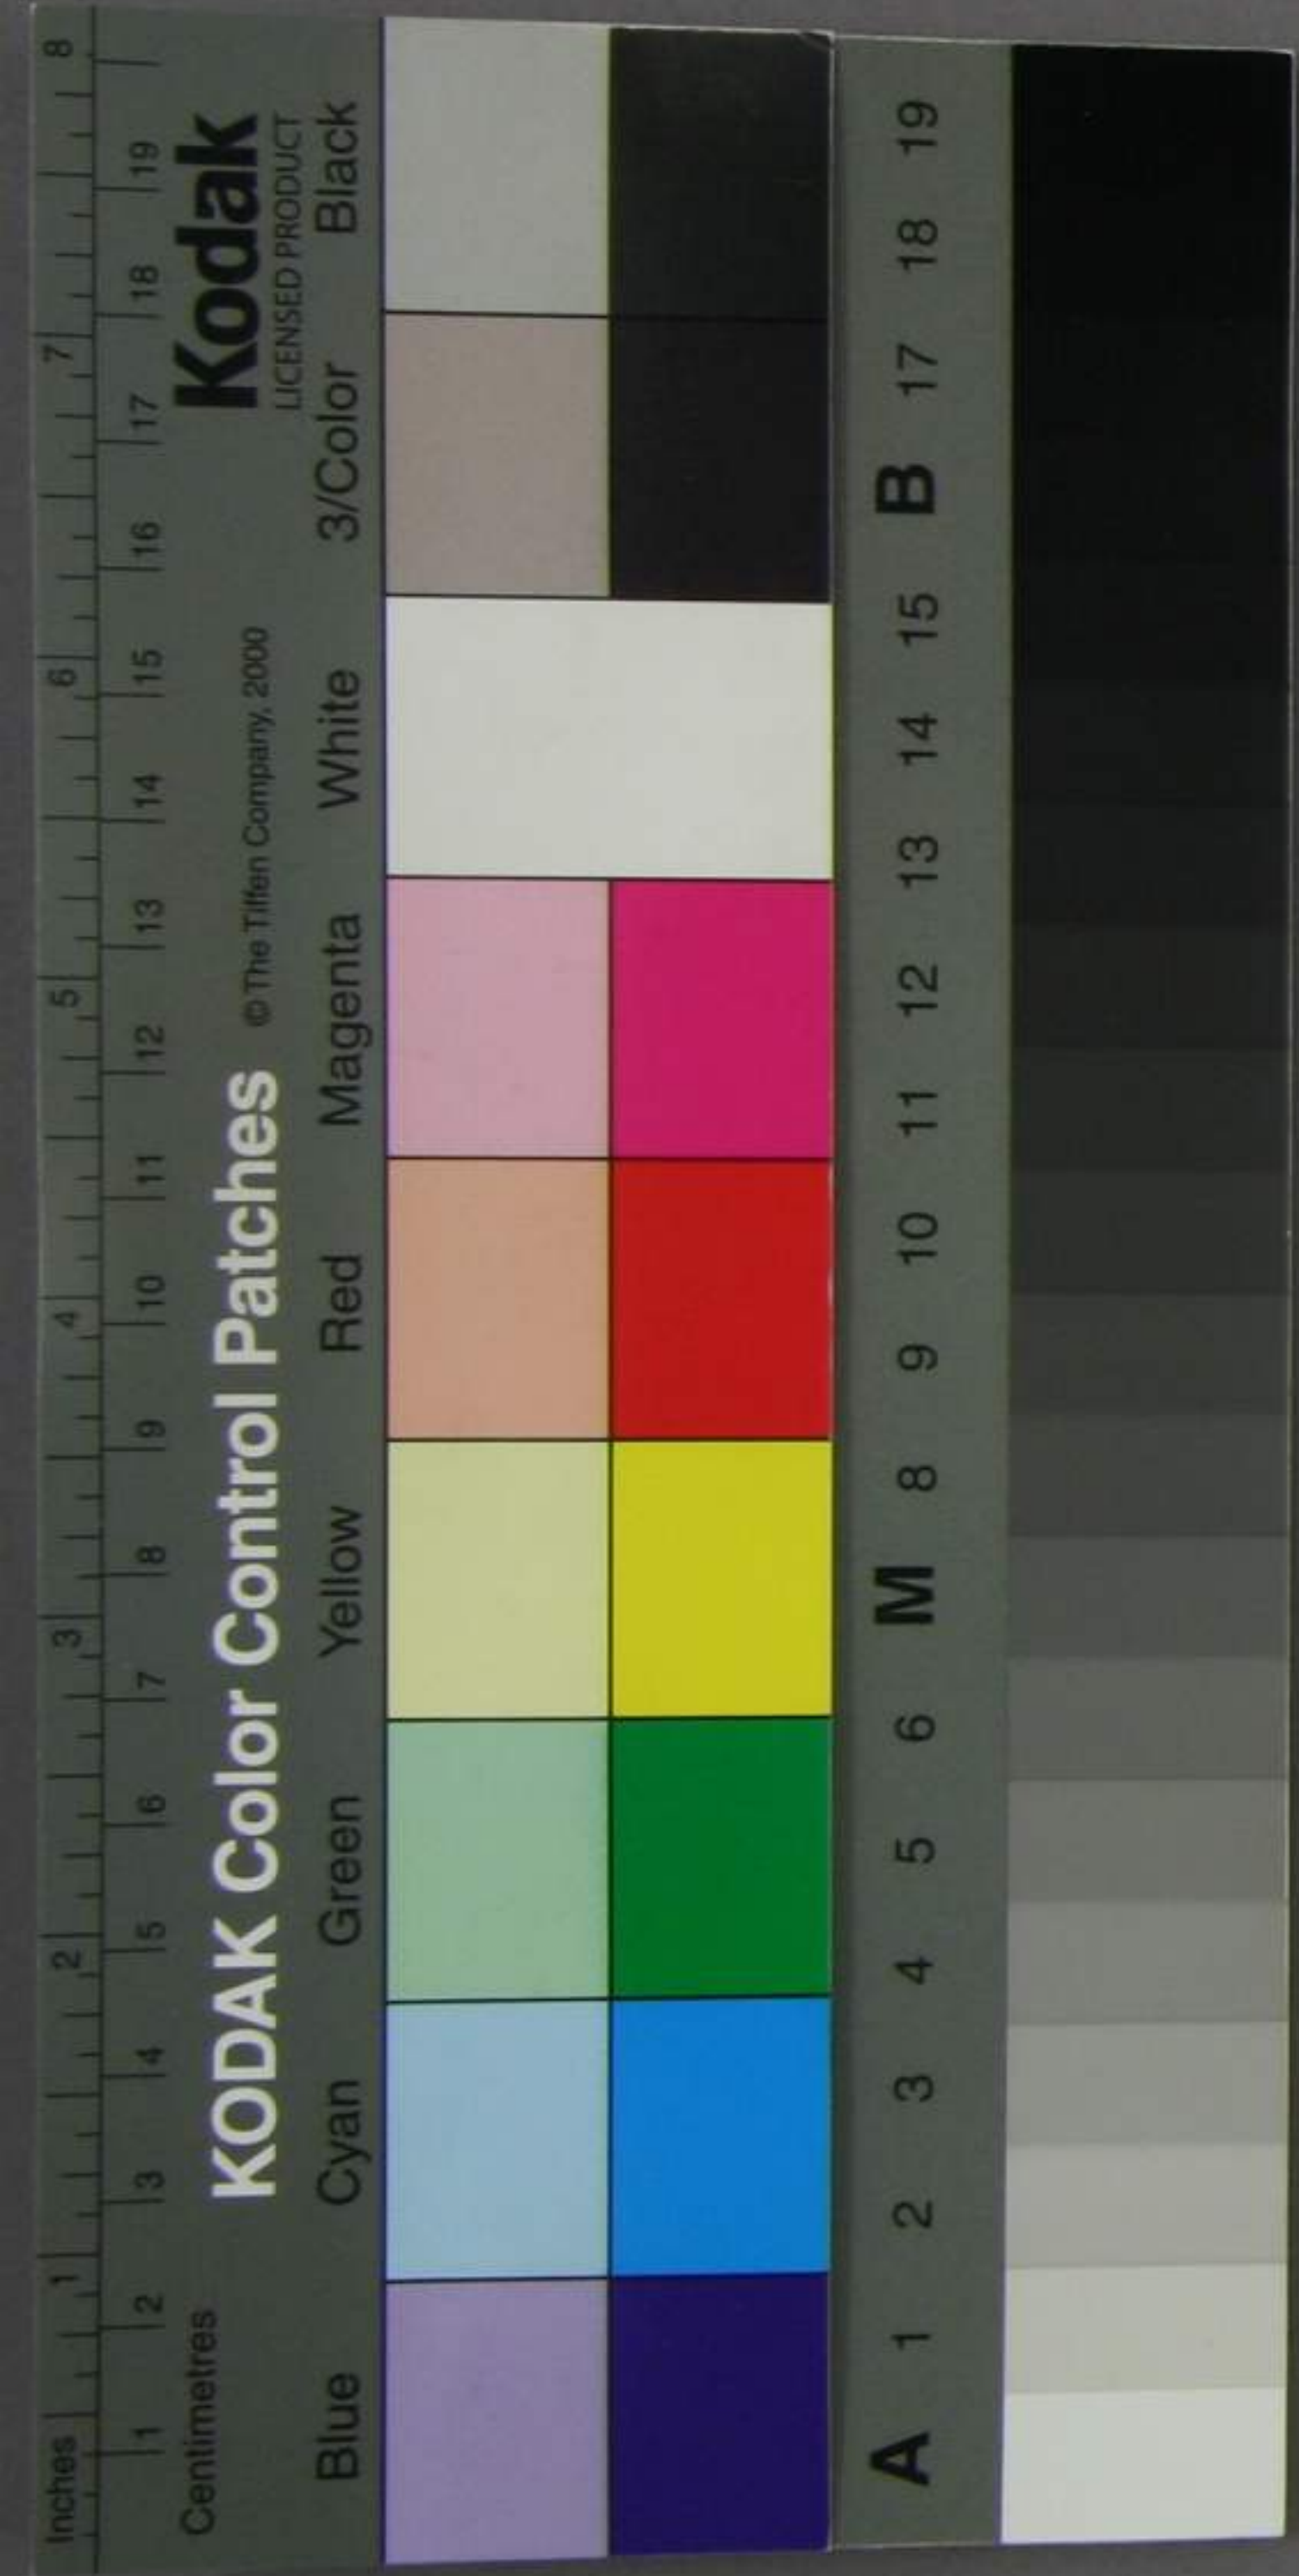 Inches 1 2 3 4 5 6 7 8
1 2 3 4 5 6 7 8 9 10 11 12 13 14 15 16 17 18 19
Centimetres
KODAK Color Control Patches
© The Tiffen Company, 2000
Kodak
LICENSED PRODUCT
Blue Cyan Green Yellow Red Magenta White 3/Color Black
A 1 2 3 4 5 6 M 8 9 10 11 12 13 14 15 B 17 18 19